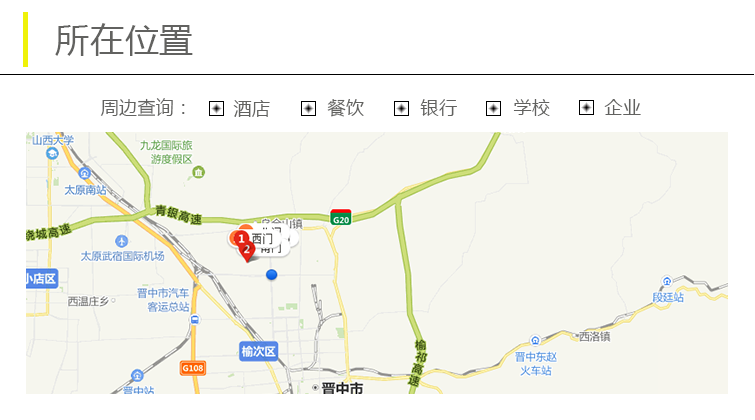 所在位置
周边查询： 酒店 餐饮 银行 学校 企业
山西大学
九龙国际旅
游度假区
太原南站
青银高速
G20
绕城高速
1
西门
2
太原武宿国际机场
小店区
西温庄乡
晋中市汽车
客运总站
段廷站
西洛镇
榆祁高速
榆次区
晋中东赵
火车站
G108
晋中站
晋中市